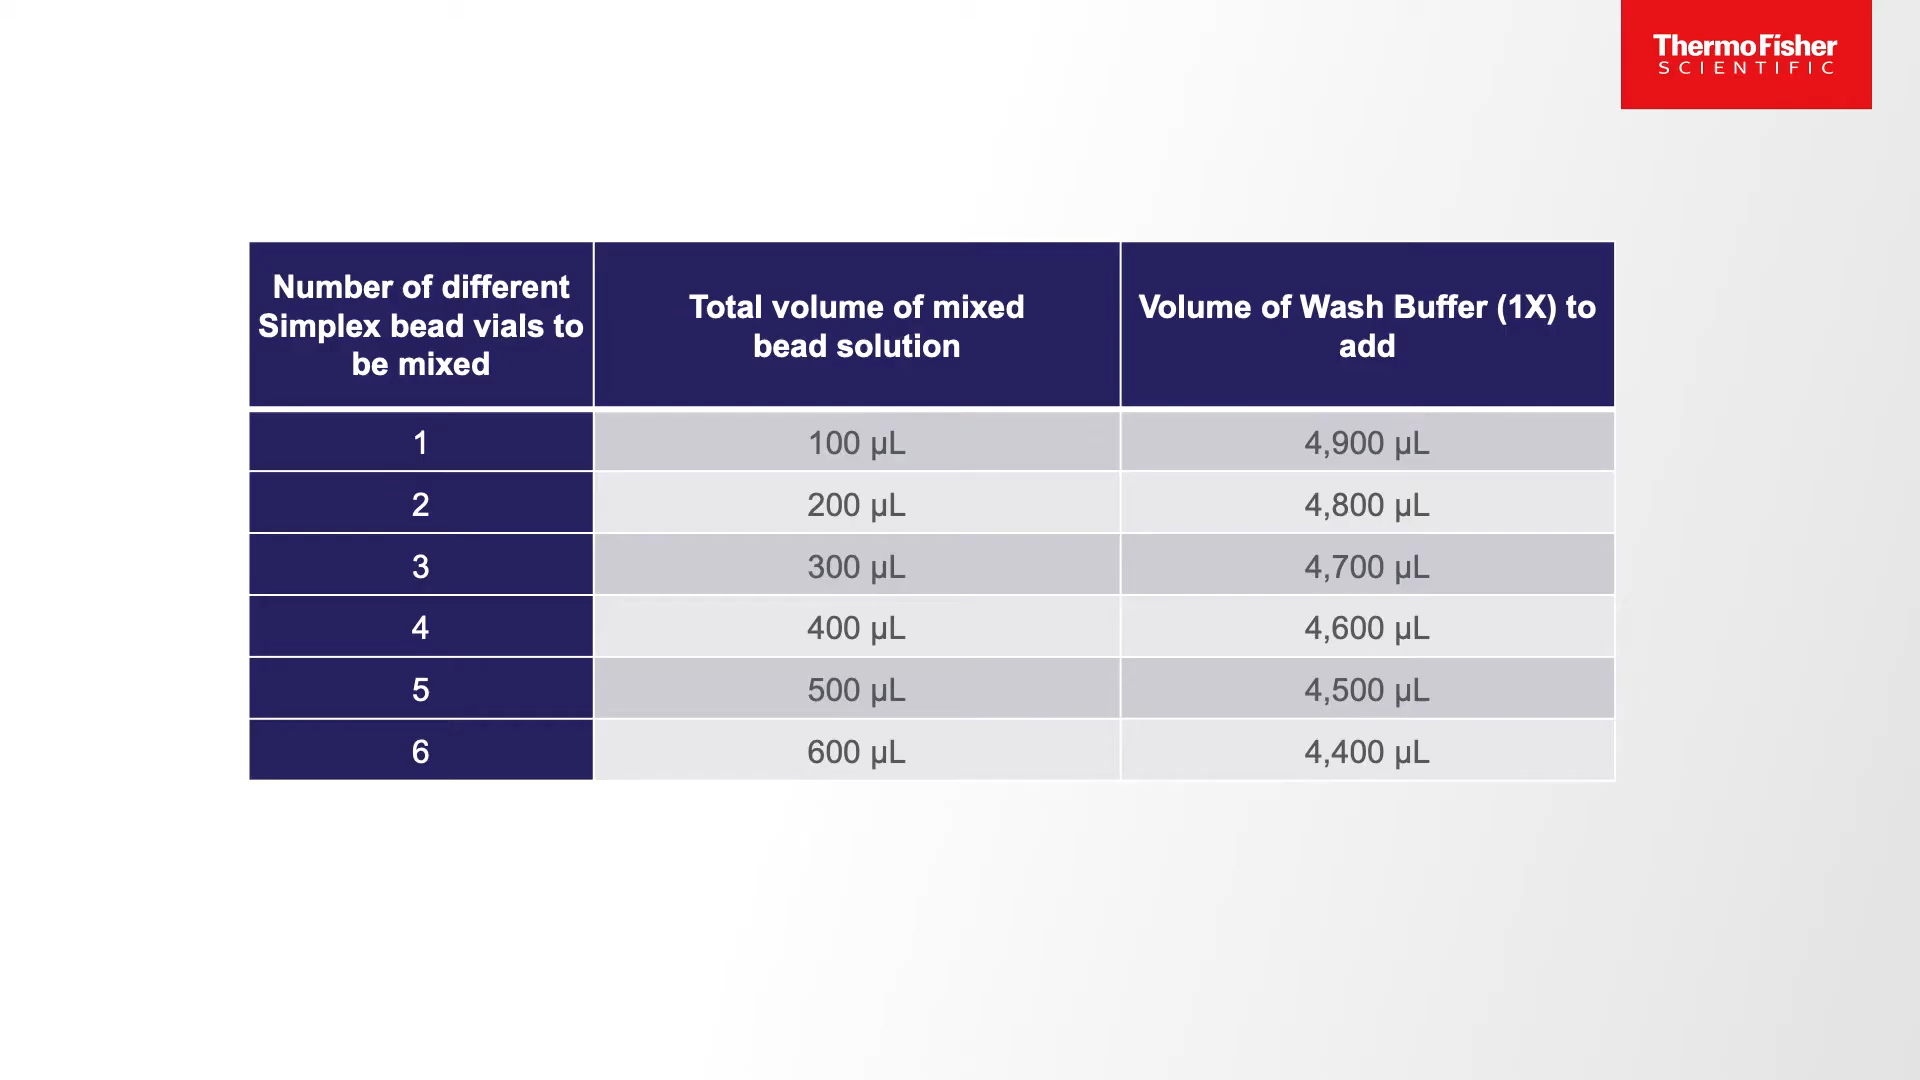 ThermoFisher
SCIENTIFIC
Number of different
Simplex bead vials to
be mixed
Total volume of mixed
bead solution
Volume of Wash Buffer (1X) to
add
1 100 µL 4,900 µL
2 200 µL 4,800 µL
3 300 µL 4,700 µL
4 400 µL 4,600 µL
5 500 µL 4,500 µL
6 600 µL 4,400 µL